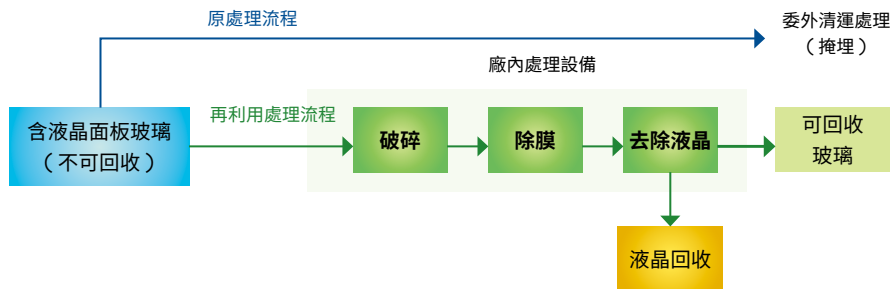 原處理流程
委外清運處理
（掩埋）
廠內處理設備
含液晶面板玻璃
（不可回收）
再利用處理流程
破碎
除膜
去除液晶
可回收
玻璃
液晶回收